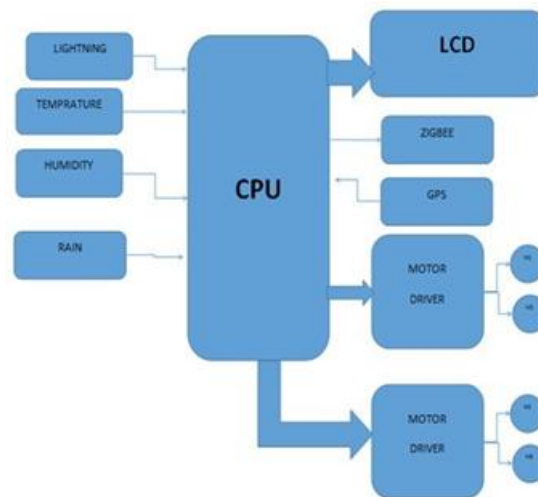 LIGHTNING
TEMPRATURE
HUMIDITY
RAIN
CPU
LCD
ZIGBEE
GPS
MOTOR
DRIVER
MOTOR
DRIVER